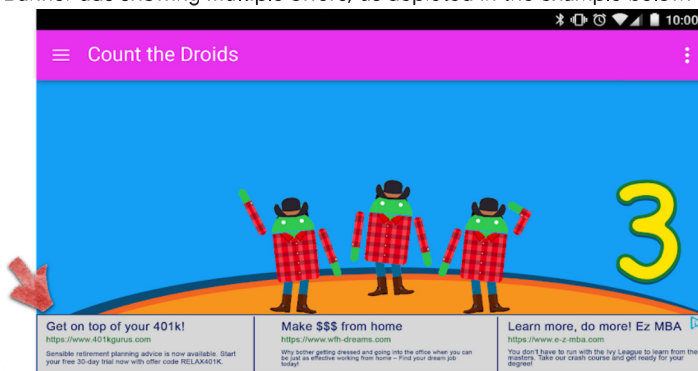 Banner ads showing multiple offers, as depicted in the example below
10:00
Count the Droids
3
Get on top of your 401k!
https://www.401kgurus.com
Sensible retirement planning advice is now available. Start
your free 30-day trial now with offer code RELAX401K.
Make $$$ from home
https://www.wfh-dreams.com
Why bother getting dressed and going into the office when you can
be just as effective working from home – Find your dream job
today!
Learn more, do more! Ez MBA
https://www.e-z-mba.com
You don't have to run with the Ivy League to learn from the
masters. Take our crash course and get ready for your
degree!